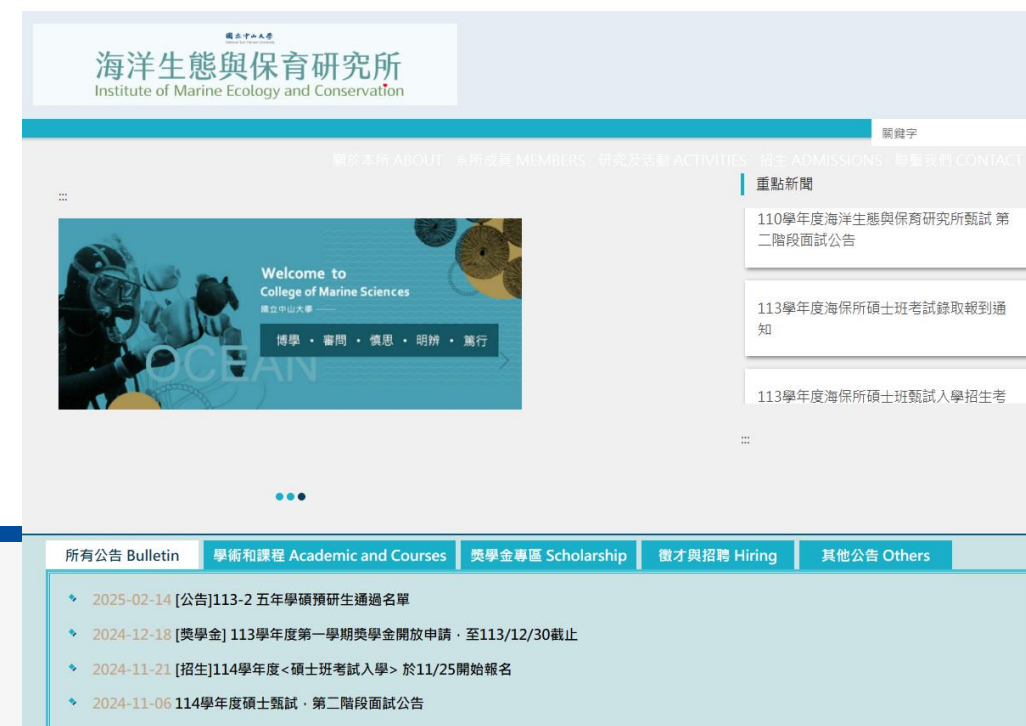 國立中山大學
海洋生態與保育研究所
Institute of Marine Ecology and Conservation
關鍵字
關於本所 ABOUT 系所成員 MEMBERS 研究及活動 ACTIVITIES 招生 ADMISSIONS 聯繫我們 CONTACT
:::
Welcome to
College of Marine Sciences
國立中山大學
博學 · 審問 · 慎思 · 明辨 · 篤行
OCEAN
重點新聞
110學年度海洋生態與保育研究所甄試 第
二階段面試公告
113學年度海保所碩士班考試錄取報到通
知
113學年度海保所碩士班甄試入學招生考
:::
所有公告 Bulletin
學術和課程 Academic and Courses
獎學金專區 Scholarship
徵才與招聘 Hiring
其他公告 Others
2025-02-14 [公告]113-2 五年學碩預研生通過名單
2024-12-18 [獎學金] 113學年度第一學期獎學金開放申請，至113/12/30截止
2024-11-21 [招生]114學年度<碩士班考試入學> 於11/25開始報名
2024-11-06 114學年度碩士甄試，第二階段面試公告